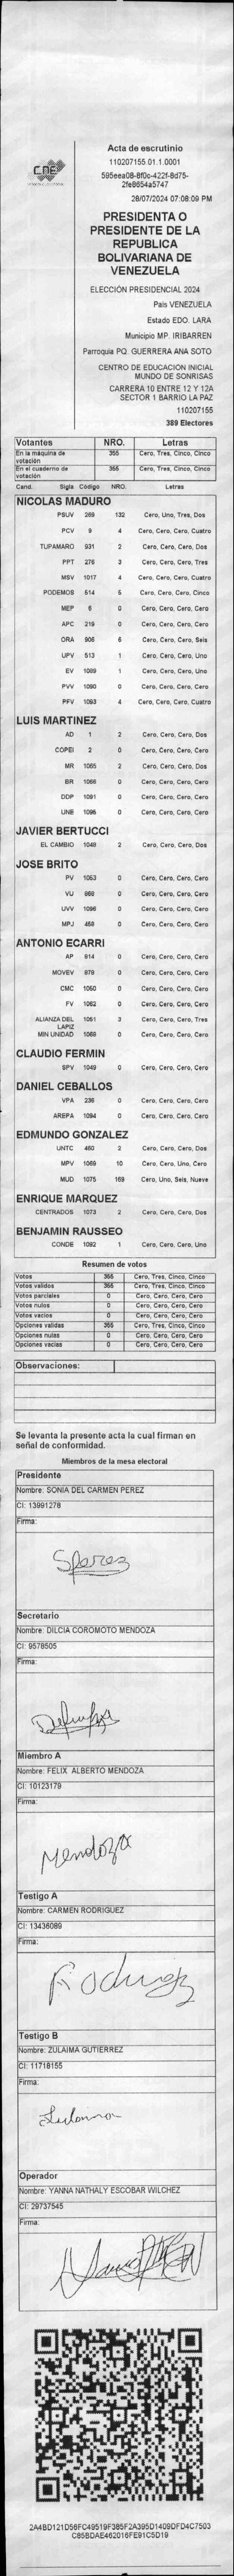 CNE
Acta de escrutinio
110207155.01.1.0001
595eea08-8f0c-422f-8d75-
2fe8654a5747
28/07/2024 07:08:09 PM
PRESIDENTA O
PRESIDENTE DE LA
REPUBLICA
BOLIVARIANA DE
VENEZUELA
ELECCIÓN PRESIDENCIAL 2024
Pais VENEZUELA
Estado EDO. LARA
Municipio MP. IRIBARREN
Parroquia PQ. GUERRERA ANA SOTO
CENTRO DE EDUCACION INICIAL
MUNDO DE SONRISAS
CARRERA 10 ENTRE 12 Y 12A
SECTOR 1 BARRIO LA PAZ
110207155
389 Electores
Votantes NRO. Letras
En la máquina de votación 355 Cero, Tres, Cinco, Cinco
En el cuaderno de votación 355 Cero, Tres, Cinco, Cinco
Cand. Sigla Código NRO. Letras
NICOLAS MADURO
PSUV 269 132 Cero, Uno, Tres, Dos
PCV 9 4 Cero, Cero, Cero, Cuatro
TUPAMARO 931 2 Cero, Cero, Cero, Dos
PPT 276 3 Cero, Cero, Cero, Tres
MSV 1017 4 Cero, Cero, Cero, Cuatro
PODEMOS 514 5 Cero, Cero, Cero, Cinco
MEP 6 0 Cero, Cero, Cero, Cero
APC 219 0 Cero, Cero, Cero, Cero
ORA 906 6 Cero, Cero, Cero, Seis
UPV 513 1 Cero, Cero, Cero, Uno
EV 1089 1 Cero, Cero, Cero, Uno
PVV 1090 0 Cero, Cero, Cero, Cero
PFV 1093 4 Cero, Cero, Cero, Cuatro
LUIS MARTINEZ
AD 1 2 Cero, Cero, Cero, Dos
COPEI 2 0 Cero, Cero, Cero, Cero
MR 1065 2 Cero, Cero, Cero, Dos
BR 1066 0 Cero, Cero, Cero, Cero
DDP 1091 0 Cero, Cero, Cero, Cero
UNE 1095 0 Cero, Cero, Cero, Cero
JAVIER BERTUCCI
EL CAMBIO 1048 2 Cero, Cero, Cero, Dos
JOSE BRITO
PV 1053 0 Cero, Cero, Cero, Cero
VU 869 0 Cero, Cero, Cero, Cero
UVV 1096 0 Cero, Cero, Cero, Cero
MPJ 458 0 Cero, Cero, Cero, Cero
ANTONIO ECARRI
AP 814 0 Cero, Cero, Cero, Cero
MOVEV 878 0 Cero, Cero, Cero, Cero
CMC 1050 0 Cero, Cero, Cero, Cero
FV 1062 0 Cero, Cero, Cero, Cero
ALIANZA DEL LAPIZ 1051 3 Cero, Cero, Cero, Tres
MIN UNIDAD 1068 0 Cero, Cero, Cero, Cero
CLAUDIO FERMIN
SPV 1049 0 Cero, Cero, Cero, Cero
DANIEL CEBALLOS
VPA 236 0 Cero, Cero, Cero, Cero
AREPA 1094 0 Cero, Cero, Cero, Cero
EDMUNDO GONZALEZ
UNTC 480 2 Cero, Cero, Cero, Dos
MPV 1069 10 Cero, Cero, Uno, Cero
MUD 1075 169 Cero, Uno, Seis, Nueve
ENRIQUE MARQUEZ
CENTRADOS 1073 2 Cero, Cero, Cero, Dos
BENJAMIN RAUSSEO
CONDE 1092 1 Cero, Cero, Cero, Uno
Resumen de votos
Votos 355 Cero, Tres, Cinco, Cinco
Votos validos 355 Cero, Tres, Cinco, Cinco
Votos parciales 0 Cero, Cero, Cero, Cero
Votos nulos 0 Cero, Cero, Cero, Cero
Votos vacios 0 Cero, Cero, Cero, Cero
Opciones validas 355 Cero, Tres, Cinco, Cinco
Opciones nulas 0 Cero, Cero, Cero, Cero
Opciones vacias 0 Cero, Cero, Cero, Cero
Observaciones:
Se levanta la presente acta la cual firman en
señal de conformidad.
Miembros de la mesa electoral
Presidente
Nombre: SONIA DEL CARMEN PEREZ
CI: 13991278
Firma:
SPerez
Secretario
Nombre: DILCIA COROMOTO MENDOZA
CI: 9578505
Firma:
Miembro A
Nombre: FELIX ALBERTO MENDOZA
CI: 10123179
Firma:
Mendoza
Testigo A
Nombre: CARMEN RODRIGUEZ
CI: 13436089
Firma:
Testigo B
Nombre: ZULAIMA GUTIERREZ
CI: 11718155
Firma:
Operador
Nombre: YANNA NATHALY ESCOBAR WILCHEZ
CI: 29737545
Firma:
2A4BD121D56FC49519F385F2A395D1409DFD4C7503
C85BDAE462016FE91C5D19